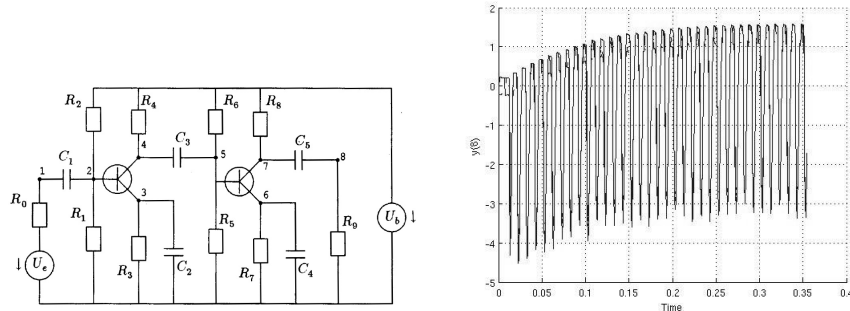 R2
R4
R6
R8
4
C3
5
7
C5
8
1
C1
2
R0
3
6
R1
R5
R9
Ub
↓
↓
Ue
R3
C2
R7
C4
2
1
0
-1
-2
-3
-4
-5
y(8)
0
0.05
0.1
0.15
0.2
0.25
0.3
0.35
0.4
Time